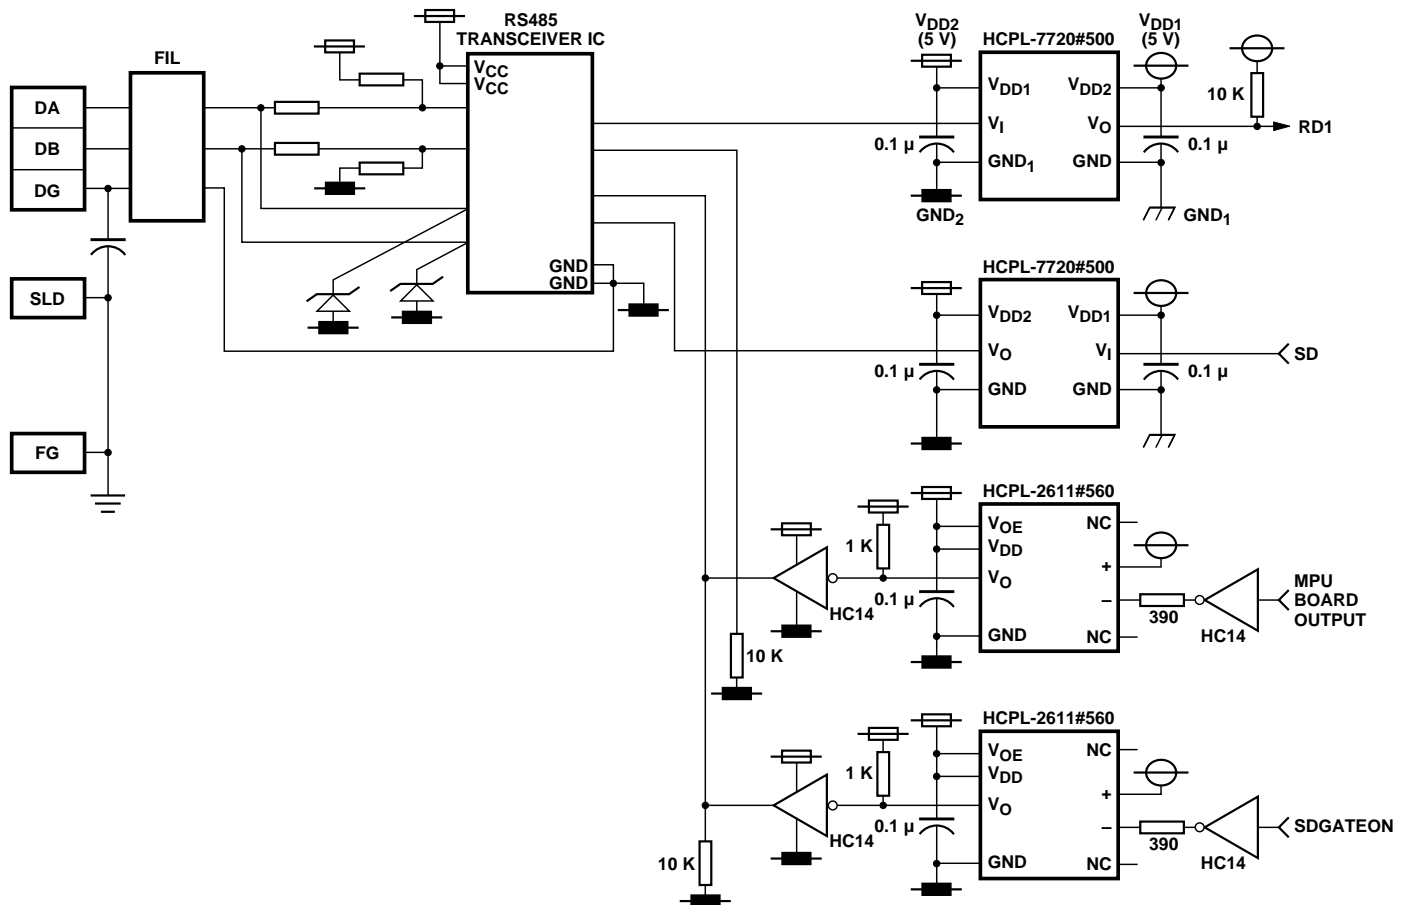 RS485
TRANSCEIVER IC
FIL
DA
DB
DG
SLD
FG
VCC
VCC
GND
GND
VDD2
(5 V)
HCPL-7720#500
VDD1
(5 V)
VDD1
VI
GND1
VDD2
VO
GND
0.1 µ
0.1 µ
10 K
RD1
GND2
GND1
HCPL-7720#500
VDD2
VO
GND
VDD1
VI
GND
0.1 µ
0.1 µ
SD
HCPL-2611#560
VOE
VDD
VO
GND
NC
+
–
NC
1 K
0.1 µ
HC14
390
HC14
MPU
BOARD
OUTPUT
10 K
HCPL-2611#560
VOE
VDD
VO
GND
NC
+
–
NC
1 K
0.1 µ
HC14
390
HC14
SDGATEON
10 K